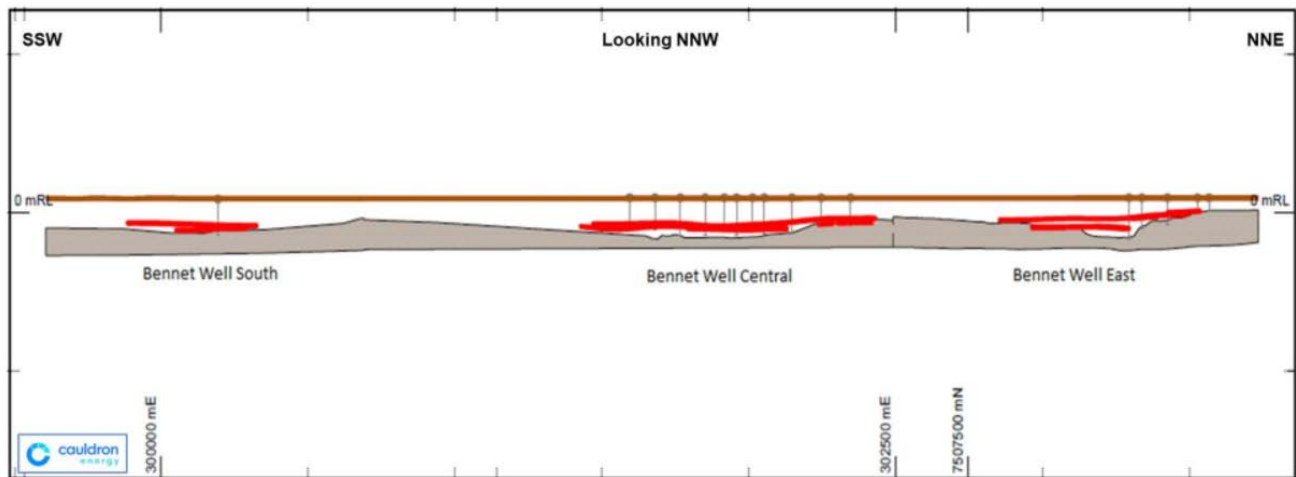 SSW
Looking NNW
NNE
0 mRL
0 mRL
Bennet Well South
Bennet Well Central
Bennet Well East
300000 mE
302500 mE
7507500 mN
cauldron
energy